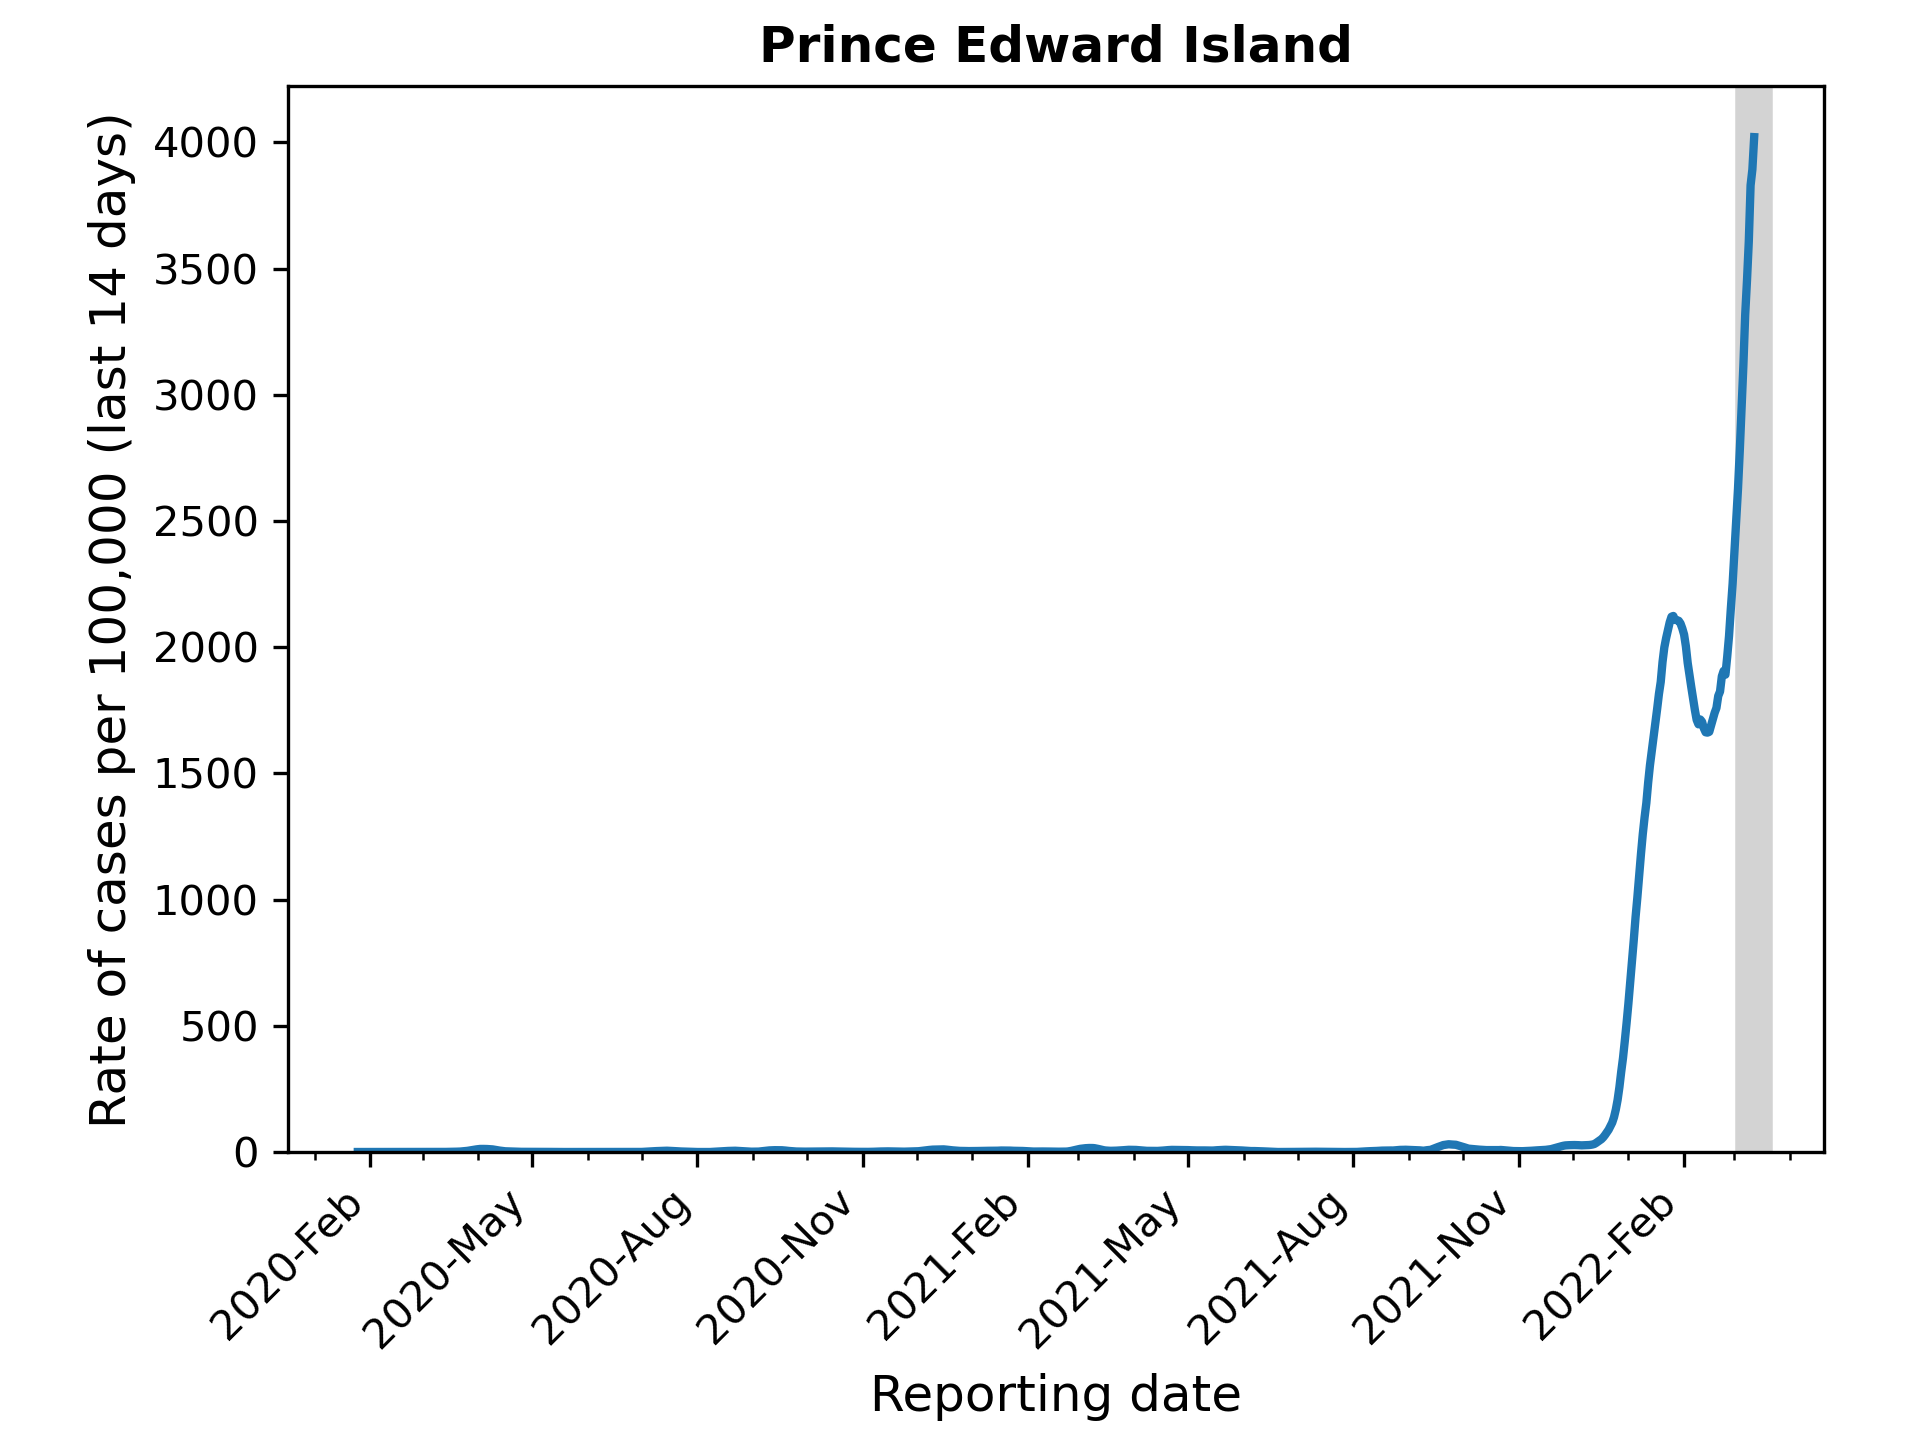 Prince Edward Island
Rate of cases per 100,000 (last 14 days)
4000
3500
3000
2500
2000
1500
1000
500
0
2020-Feb
2020-May
2020-Aug
2020-Nov
2021-Feb
2021-May
2021-Aug
2021-Nov
2022-Feb
Reporting date